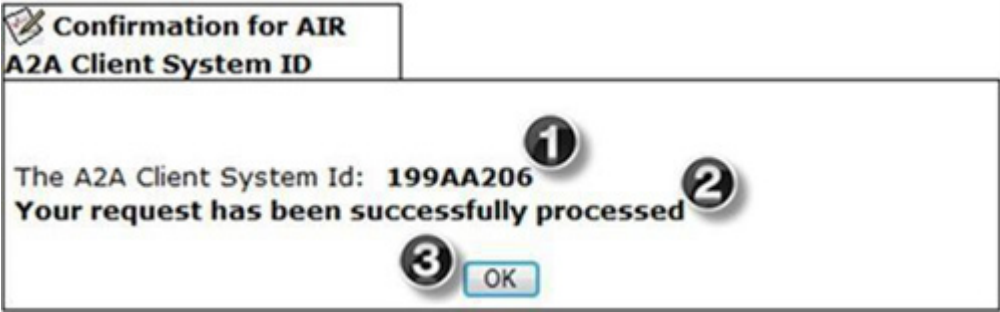 Confirmation for AIR
A2A Client System ID
1
The A2A Client System Id: 199AA206
2
Your request has been successfully processed
3
OK